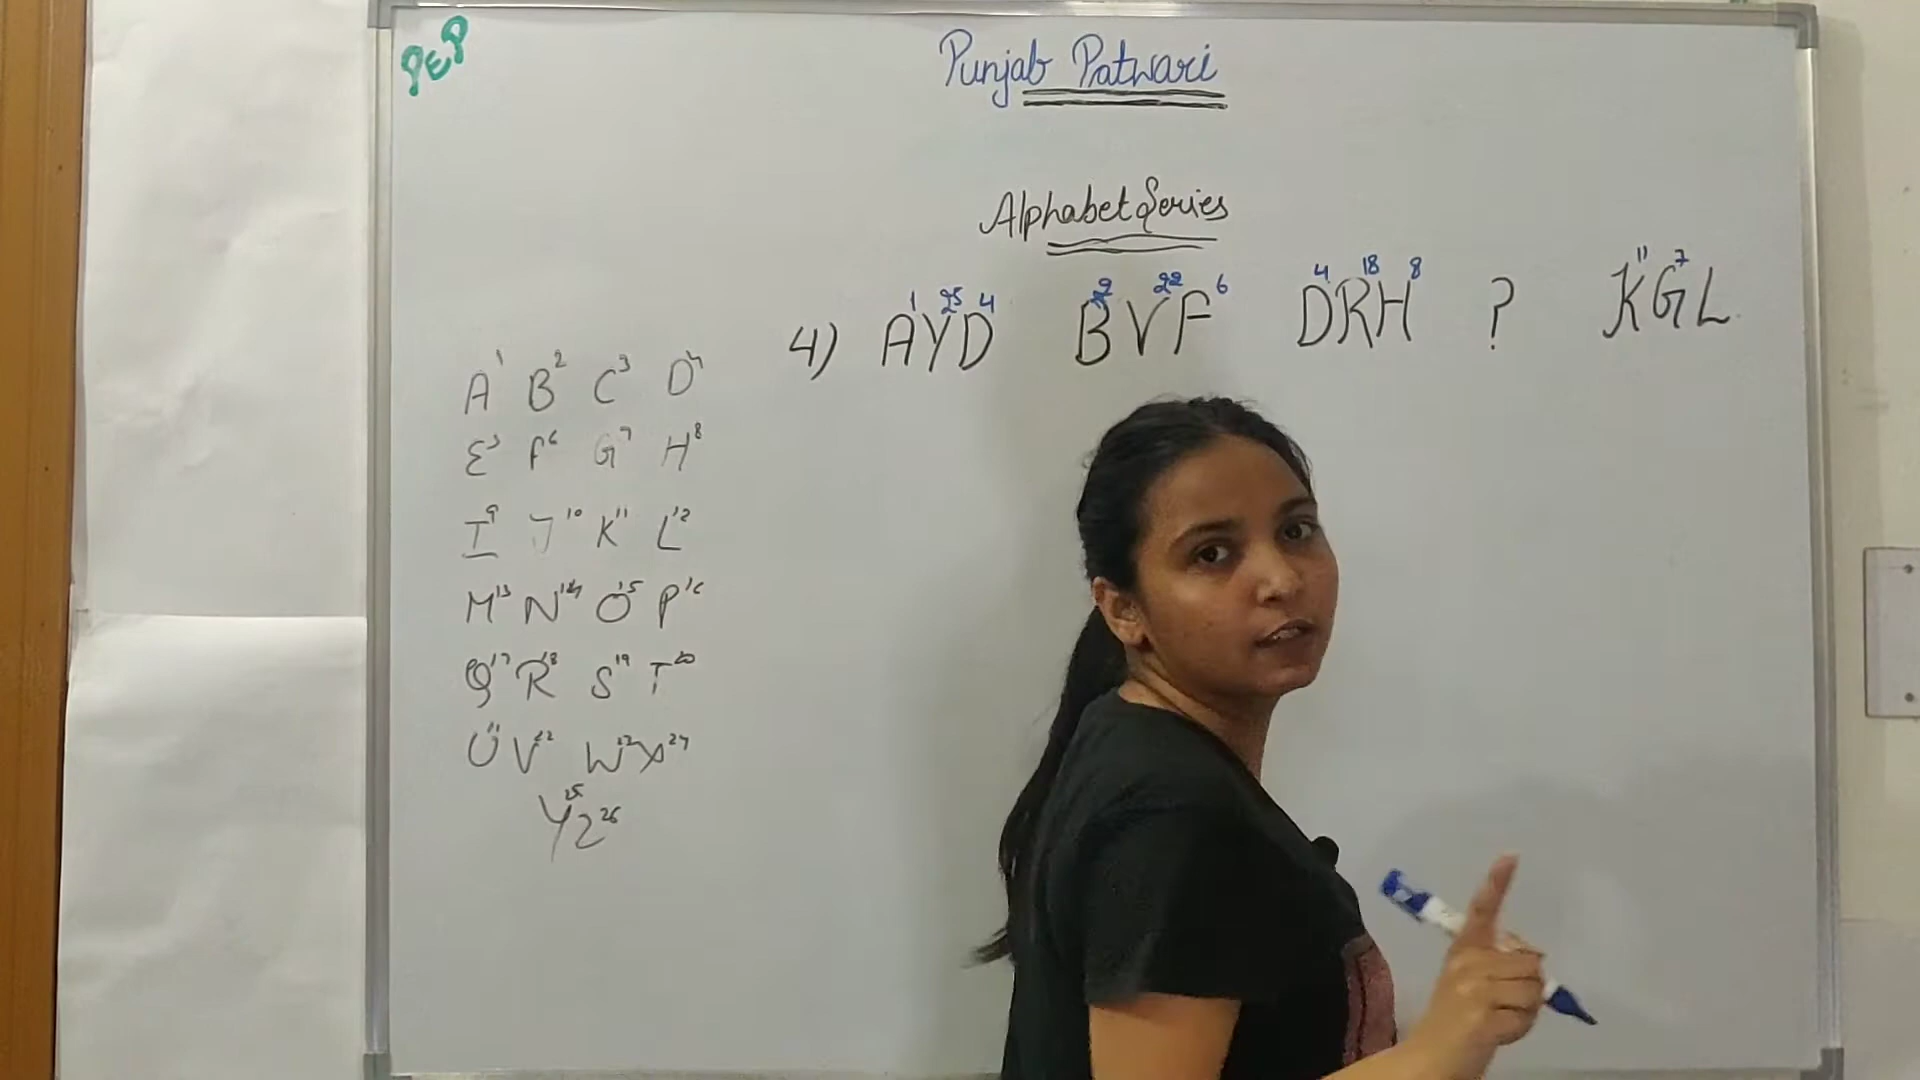 PEP
Punjab Patwari
Alphabet Series
1 25 4 2 22 6 4 18 8 11 7
4) AYD BVF DRH ? KGL
A1 B2 C3 D4
E5 F6 G7 H8
I9 J10 K11 L12
M13 N14 O15 P16
Q17 R18 S19 T20
U21 V22 W23 X24
Y25 Z26